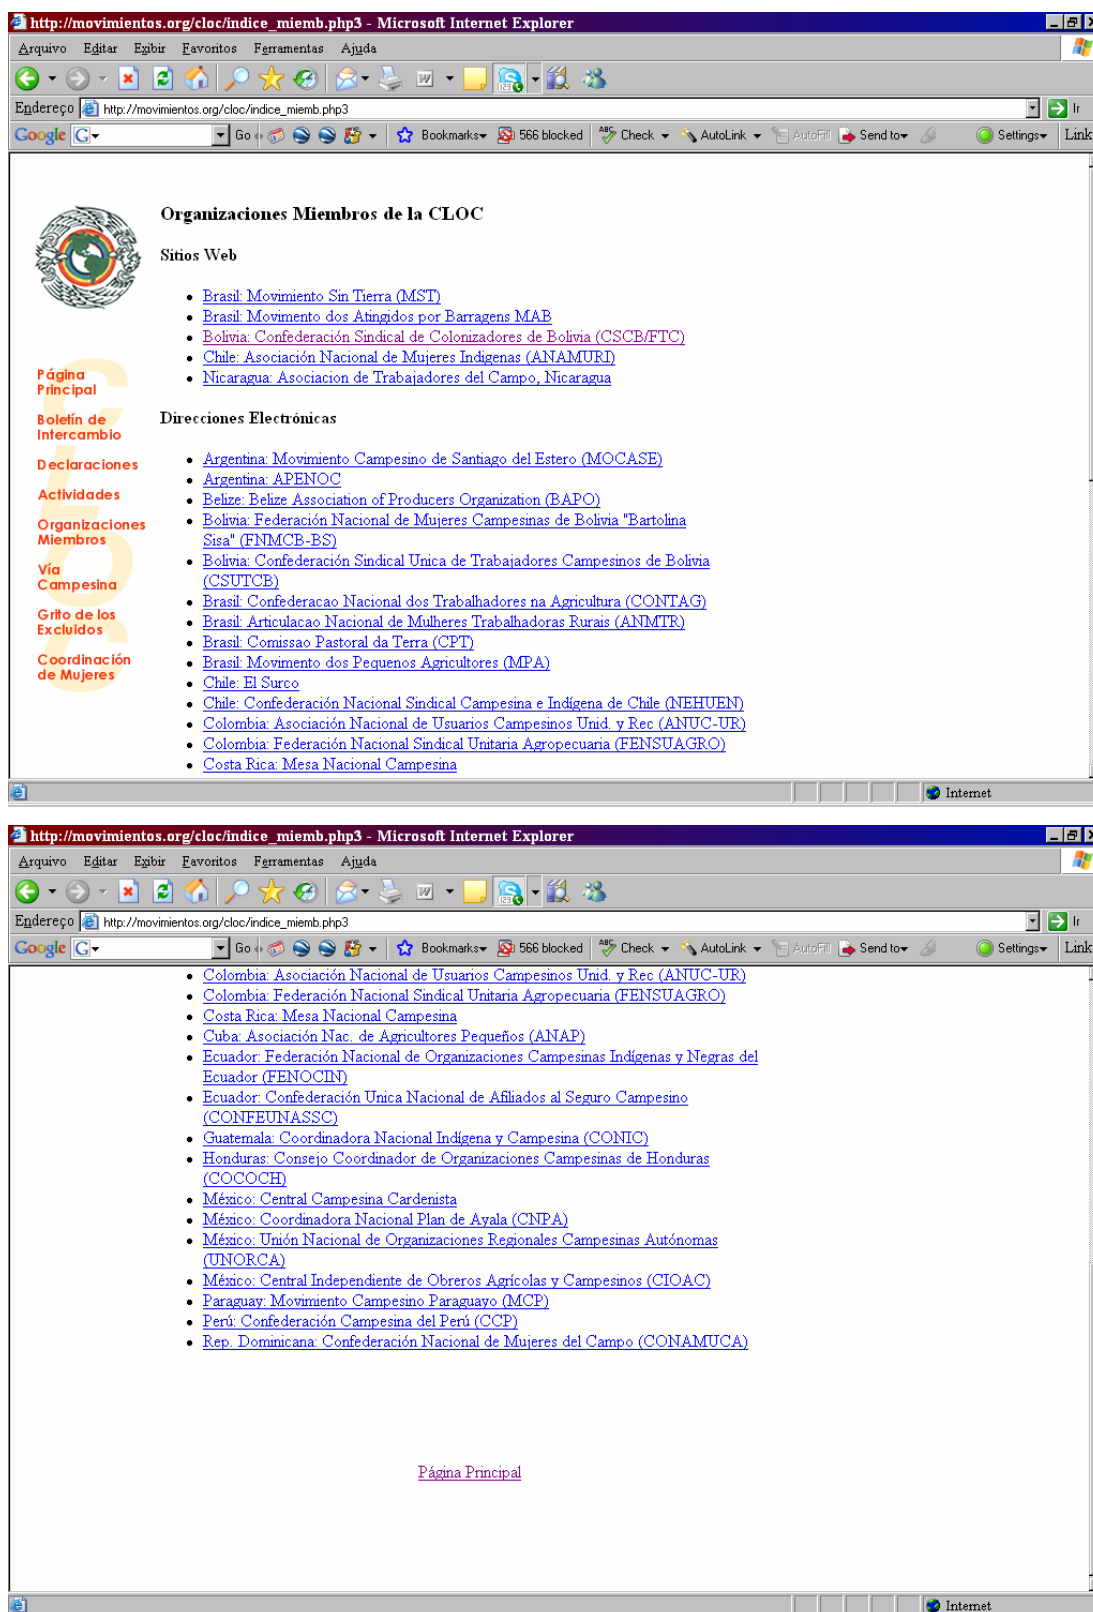 http://movimientos.org/cloc/indice_miemb.php3 - Microsoft Internet Explorer
Arquivo Editar Exibir Favoritos Ferramentas Ajuda
Endereço http://movimientos.org/cloc/indice_miemb.php3 Ir
Google G Go Bookmarks 566 blocked Check AutoLink AutoFill Send to Settings Link
Organizaciones Miembros de la CLOC
Sitios Web
Brasil: Movimiento Sin Tierra (MST)
Brasil: Movimento dos Atingidos por Barragens MAB
Bolivia: Confederación Sindical de Colonizadores de Bolivia (CSCB/FTC)
Chile: Asociación Nacional de Mujeres Indigenas (ANAMURI)
Nicaragua: Asociacion de Trabajadores del Campo, Nicaragua
Página
Principal
Boletín de
Intercambio
Declaraciones
Actividades
Organizaciones
Miembros
Vía
Campesina
Grito de los
Excluidos
Coordinación
de Mujeres
CLOC
Direcciones Electrónicas
Argentina: Movimiento Campesino de Santiago del Estero (MOCASE)
Argentina: APENOC
Belize: Belize Association of Producers Organization (BAPO)
Bolivia: Federación Nacional de Mujeres Campesinas de Bolivia "Bartolina
Sisa" (FNMCB-BS)
Bolivia: Confederación Sindical Unica de Trabajadores Campesinos de Bolivia
(CSUTCB)
Brasil: Confederacao Nacional dos Trabalhadores na Agricultura (CONTAG)
Brasil: Articulacao Nacional de Mulheres Trabalhadoras Rurais (ANMTR)
Brasil: Comissao Pastoral da Terra (CPT)
Brasil: Movimento dos Pequenos Agricultores (MPA)
Chile: El Surco
Chile: Confederación Nacional Sindical Campesina e Indígena de Chile (NEHUEN)
Colombia: Asociación Nacional de Usuarios Campesinos Unid. y Rec (ANUC-UR)
Colombia: Federación Nacional Sindical Unitaria Agropecuaria (FENSUAGRO)
Costa Rica: Mesa Nacional Campesina
Internet
http://movimientos.org/cloc/indice_miemb.php3 - Microsoft Internet Explorer
Arquivo Editar Exibir Favoritos Ferramentas Ajuda
Endereço http://movimientos.org/cloc/indice_miemb.php3 Ir
Google G Go Bookmarks 566 blocked Check AutoLink AutoFill Send to Settings Link
Colombia: Asociación Nacional de Usuarios Campesinos Unid. y Rec (ANUC-UR)
Colombia: Federación Nacional Sindical Unitaria Agropecuaria (FENSUAGRO)
Costa Rica: Mesa Nacional Campesina
Cuba: Asociación Nac. de Agricultores Pequeños (ANAP)
Ecuador: Federación Nacional de Organizaciones Campesinas Indígenas y Negras del
Ecuador (FENOCIN)
Ecuador: Confederación Unica Nacional de Afiliados al Seguro Campesino
(CONFEUNASSC)
Guatemala: Coordinadora Nacional Indígena y Campesina (CONIC)
Honduras: Consejo Coordinador de Organizaciones Campesinas de Honduras
(COCOCH)
México: Central Campesina Cardenista
México: Coordinadora Nacional Plan de Ayala (CNPA)
México: Unión Nacional de Organizaciones Regionales Campesinas Autónomas
(UNORCA)
México: Central Independiente de Obreros Agrícolas y Campesinos (CIOAC)
Paraguay: Movimiento Campesino Paraguayo (MCP)
Perú: Confederación Campesina del Perú (CCP)
Rep. Dominicana: Confederación Nacional de Mujeres del Campo (CONAMUCA)
Página Principal
Internet